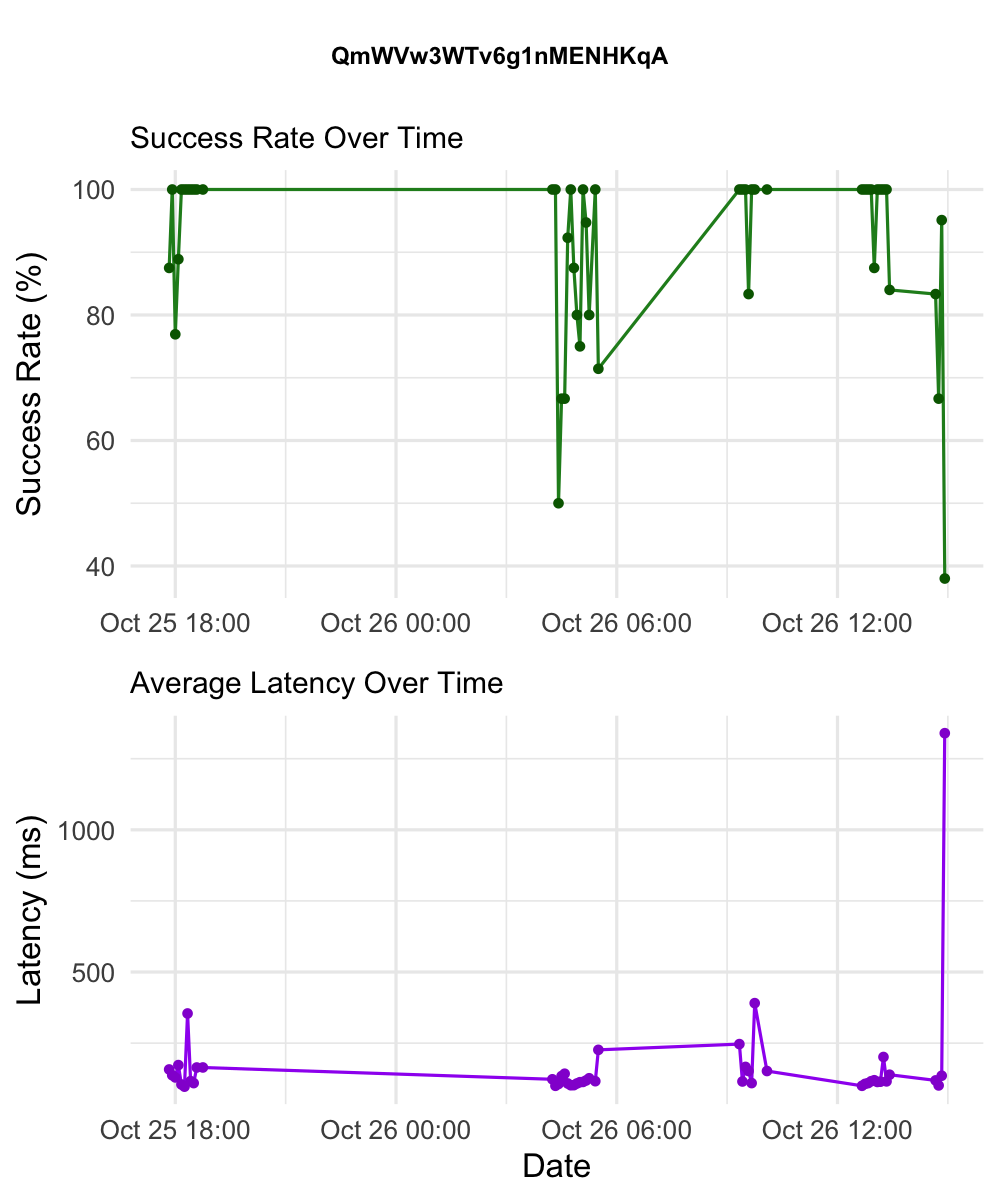 QmWVw3WTv6g1nMENHKqA
Success Rate Over Time
Success Rate (%)
100
80
60
40
Oct 25 18:00 Oct 26 00:00 Oct 26 06:00 Oct 26 12:00
Average Latency Over Time
Latency (ms)
1000
500
Oct 25 18:00 Oct 26 00:00 Oct 26 06:00 Oct 26 12:00
Date